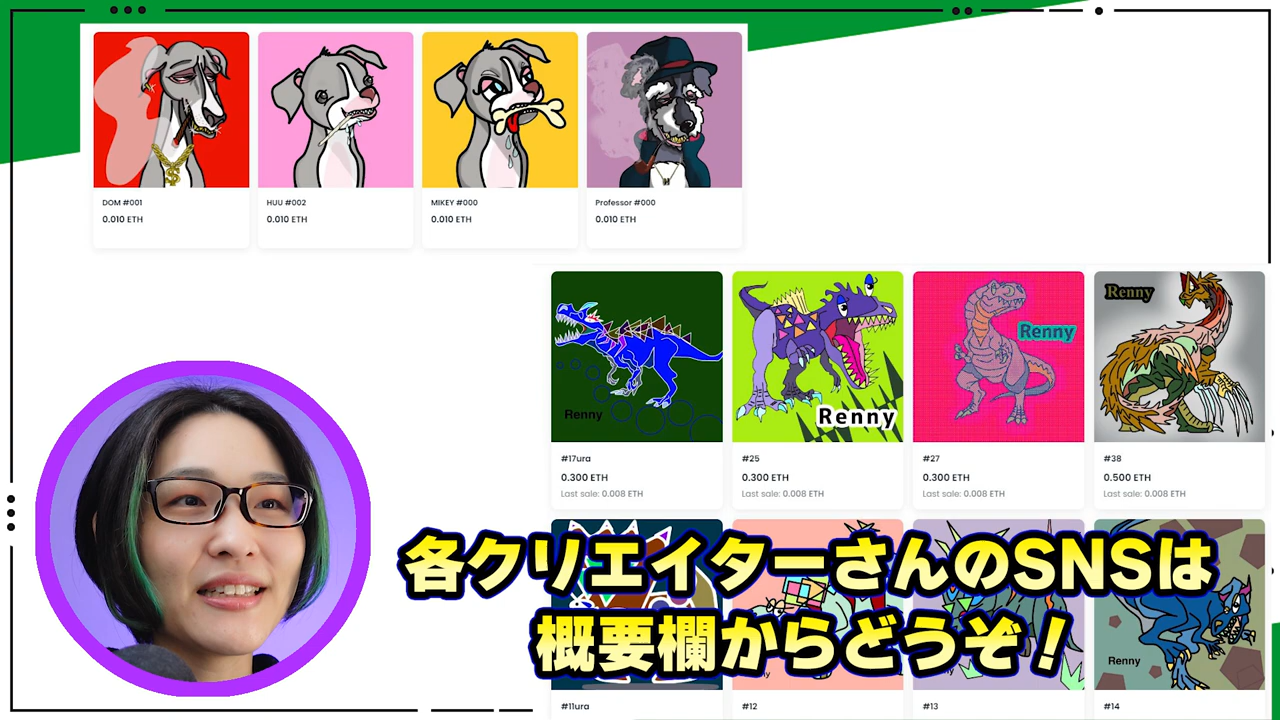 DOM #001
0.010 ETH
HUU #002
0.010 ETH
MIKEY #000
0.010 ETH
Professor #000
0.010 ETH
Renny
#17ura
0.300 ETH
Last sale: 0.008 ETH
Renny
#25
0.300 ETH
Last sale: 0.008 ETH
Renny
#27
0.300 ETH
Last sale: 0.008 ETH
Renny
#38
0.500 ETH
Last sale: 0.008 ETH
各クリエイターさんのSNSは
概要欄からどうぞ！
Renny
#11ura
#12
#13
#14